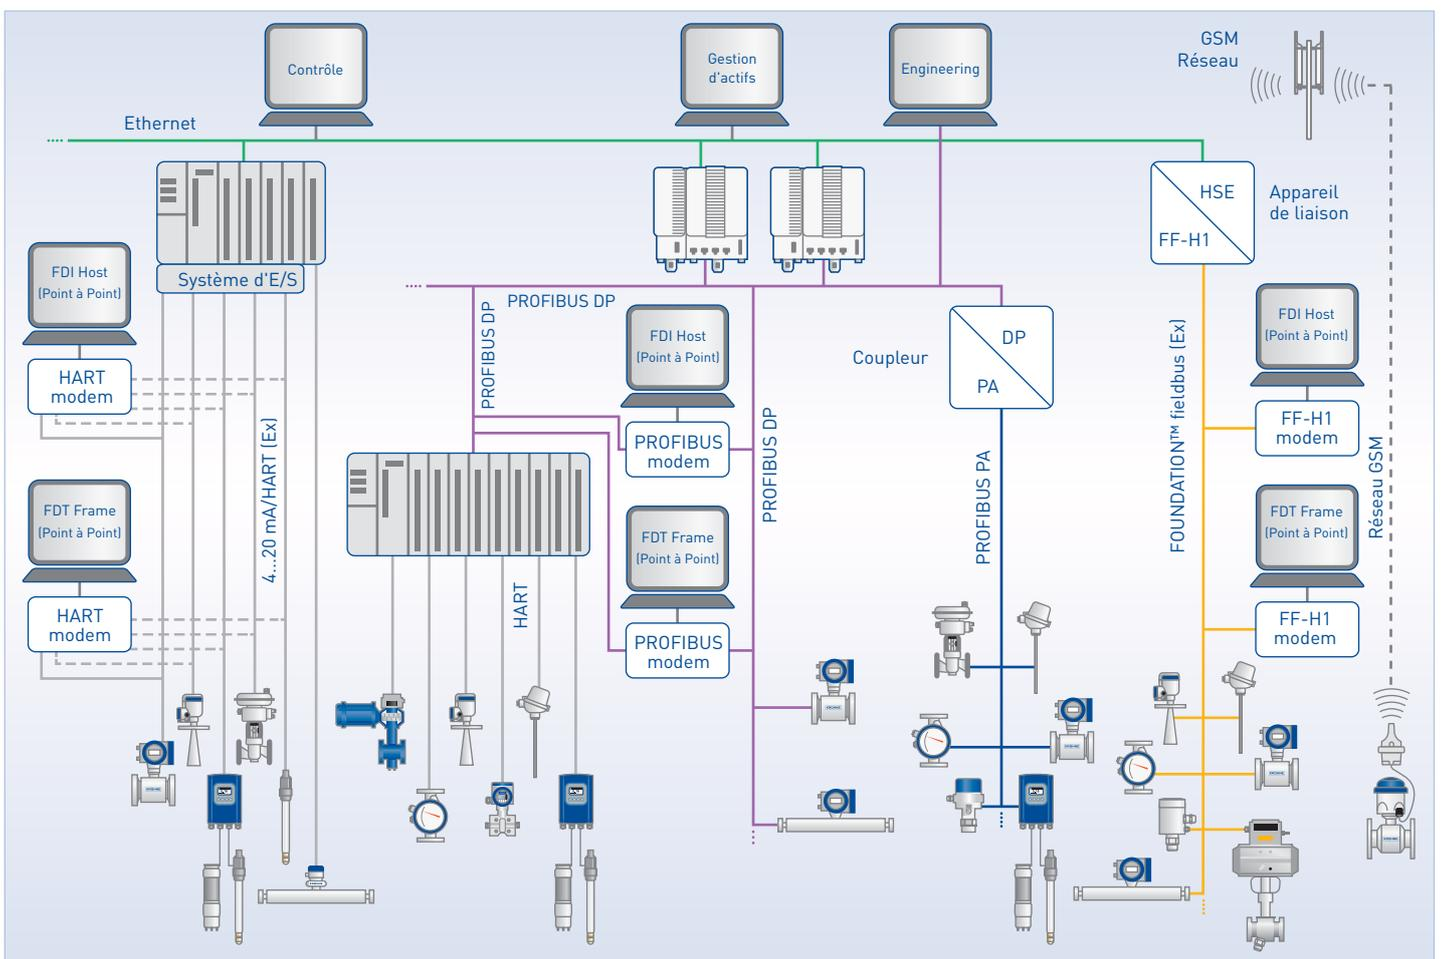 Contrôle
Gestion
d'actifs
Engineering
GSM
Réseau
Ethernet
HSE
FF-H1
Appareil
de liaison
FDI Host
(Point à Point)
Système d'E/S
HART
modem
PROFIBUS DP
PROFIBUS DP
FDI Host
(Point à Point)
PROFIBUS
modem
PROFIBUS DP
Coupleur
DP
PA
FOUNDATION™ fieldbus (Ex)
FDI Host
(Point à Point)
FF-H1
modem
Réseau GSM
4...20 mA/HART (Ex)
FDT Frame
(Point à Point)
HART
modem
HART
FDT Frame
(Point à Point)
PROFIBUS
modem
PROFIBUS PA
FDT Frame
(Point à Point)
FF-H1
modem